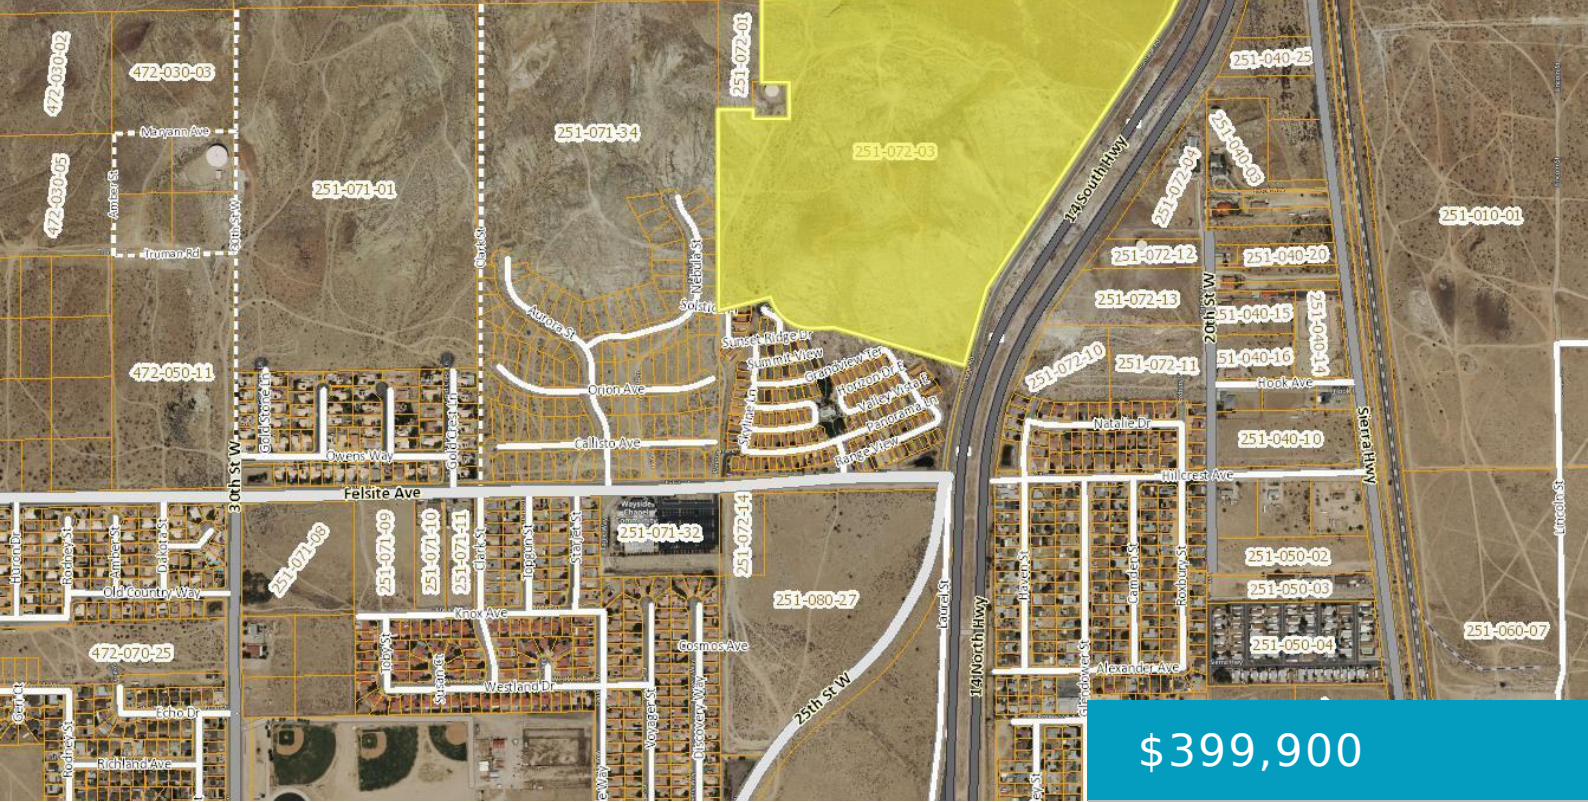 472-030-02
472-030-03
251-072-01
251-040-25
Maryann Ave
251-071-34
251-072-03
14 South Hwy
251-040-03
472-030-05
Amber St
251-071-01
30th St W
Clark St
Nebula St
251-072-04
251-010-01
Truman Rd
251-072-12
251-040-20
251-072-13
20th St W
251-040-15
251-040-14
Aurora St
Sunset Ridge Dr
Summit View
Grandview Ter
251-072-10
251-072-11
251-040-16
472-050-11
Gold Stone Ln
Gold Crest Trl
Orion Ave
Skyline Ln
Horizon Dr E
Valley Vista E
Panorama Ln
Range View
Hook Ave
Natalie Dr
Sierra Hwy
251-040-10
Owens Way
Callisto Ave
30th St W
Felsite Ave
Hillcrest Ave
Lincoln St
Huron Dr
Rodney St
Amber St
Dakota St
251-071-08
251-071-09
251-071-10
251-072-11
Clark St
Topgun St
Starjet St
Wayside
Chapel
Community
251-071-32
251-072-14
Haven St
Camden St
Roxbury St
251-050-02
Old Country Way
251-050-03
Knox Ave
251-080-27
Laurel St
14 North Hwy
472-070-25
Joby St
Susan Ct
Cosmos Ave
251-050-04
251-060-07
Sierra Hwy
Glendower St
Alexander Ave
Westland Dr
25th St W
Voyager St
Discovery Way
Echo Dr
Rodney St
Richland Ave
$399,900